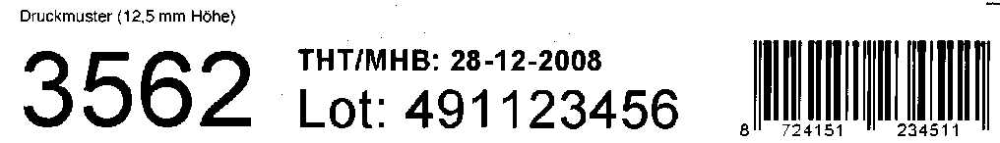 Druckmuster (12,5 mm Höhe)
3562
THT/MHB: 28-12-2008
Lot: 491123456
8 724151 234511